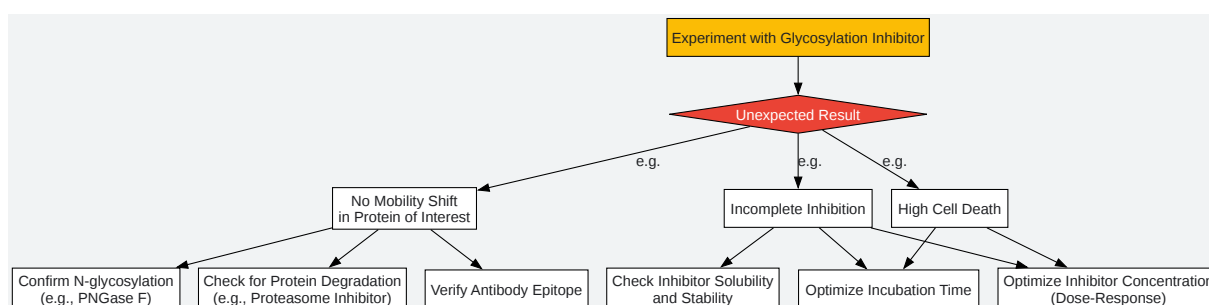 Experiment with Glycosylation Inhibitor
Unexpected Result
e.g.
e.g.
e.g.
No Mobility Shift
in Protein of Interest
Incomplete Inhibition
High Cell Death
Confirm N-glycosylation
(e.g., PNGase F)
Check for Protein Degradation
(e.g., Proteasome Inhibitor)
Verify Antibody Epitope
Check Inhibitor Solubility
and Stability
Optimize Incubation Time
Optimize Inhibitor Concentration
(Dose-Response)